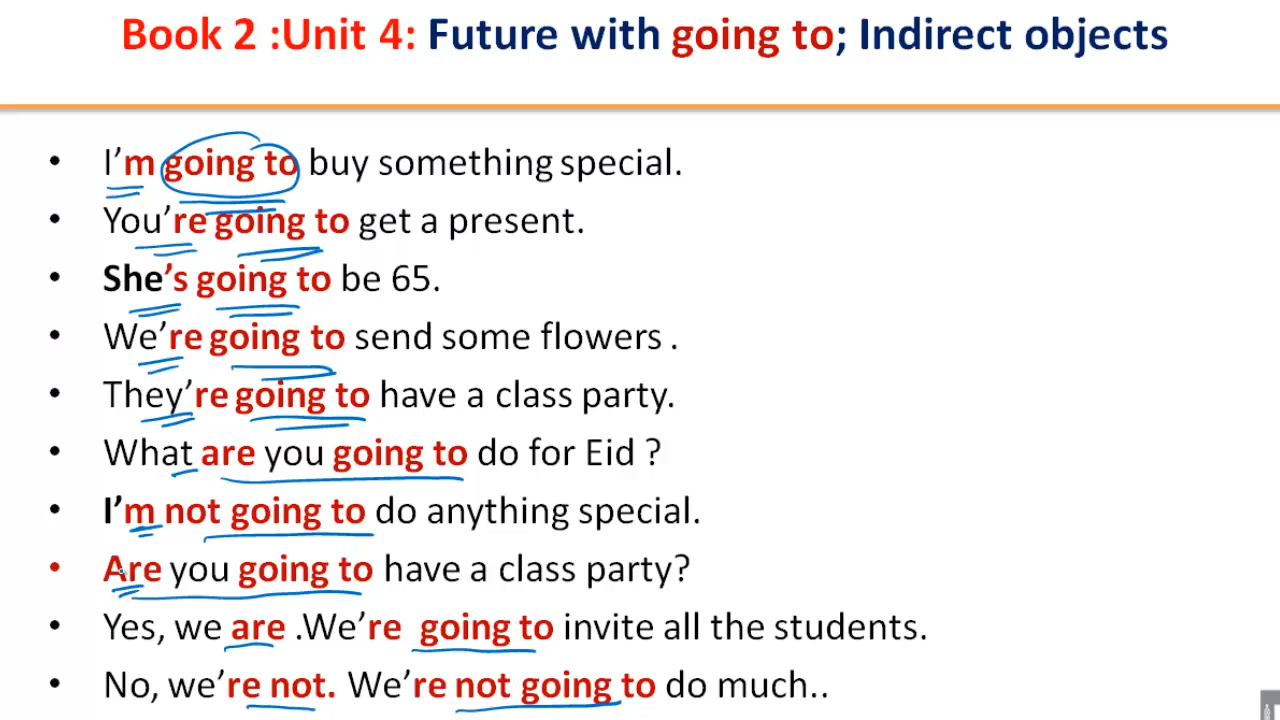 Book 2 :Unit 4: Future with going to; Indirect objects
• I’m going to buy something special.
• You’re going to get a present.
• She’s going to be 65.
• We’re going to send some flowers .
• They’re going to have a class party.
• What are you going to do for Eid ?
• I’m not going to do anything special.
• Are you going to have a class party?
• Yes, we are .We’re going to invite all the students.
• No, we’re not. We’re not going to do much..